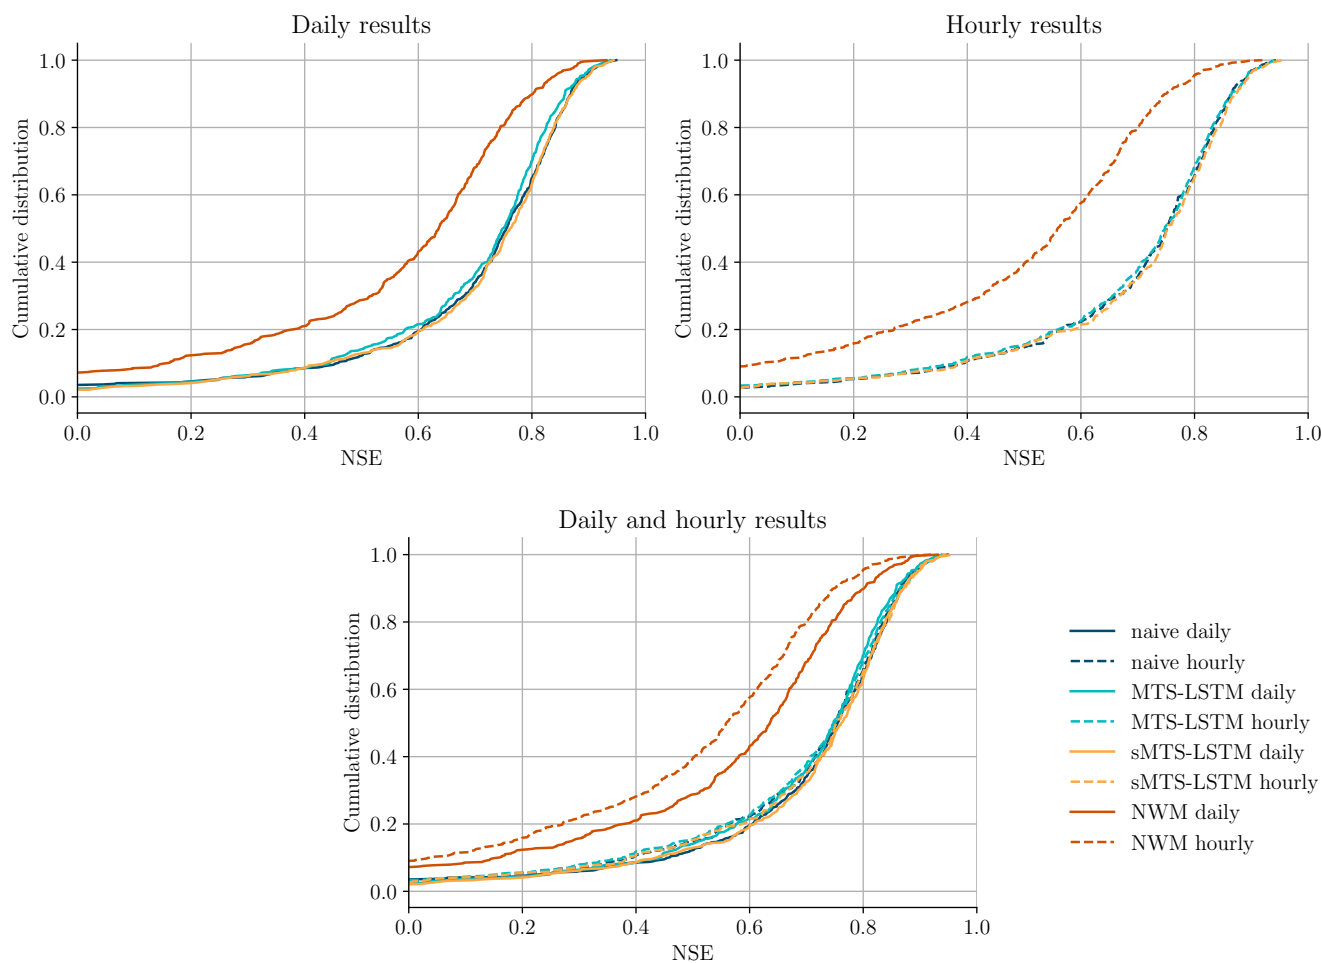 Daily results
Cumulative distribution
1.0
0.8
0.6
0.4
0.2
0.0
0.0 0.2 0.4 0.6 0.8 1.0
NSE
Hourly results
Cumulative distribution
1.0
0.8
0.6
0.4
0.2
0.0
0.0 0.2 0.4 0.6 0.8 1.0
NSE
Daily and hourly results
Cumulative distribution
1.0
0.8
0.6
0.4
0.2
0.0
0.0 0.2 0.4 0.6 0.8 1.0
NSE
naive daily
naive hourly
MTS-LSTM daily
MTS-LSTM hourly
sMTS-LSTM daily
sMTS-LSTM hourly
NWM daily
NWM hourly